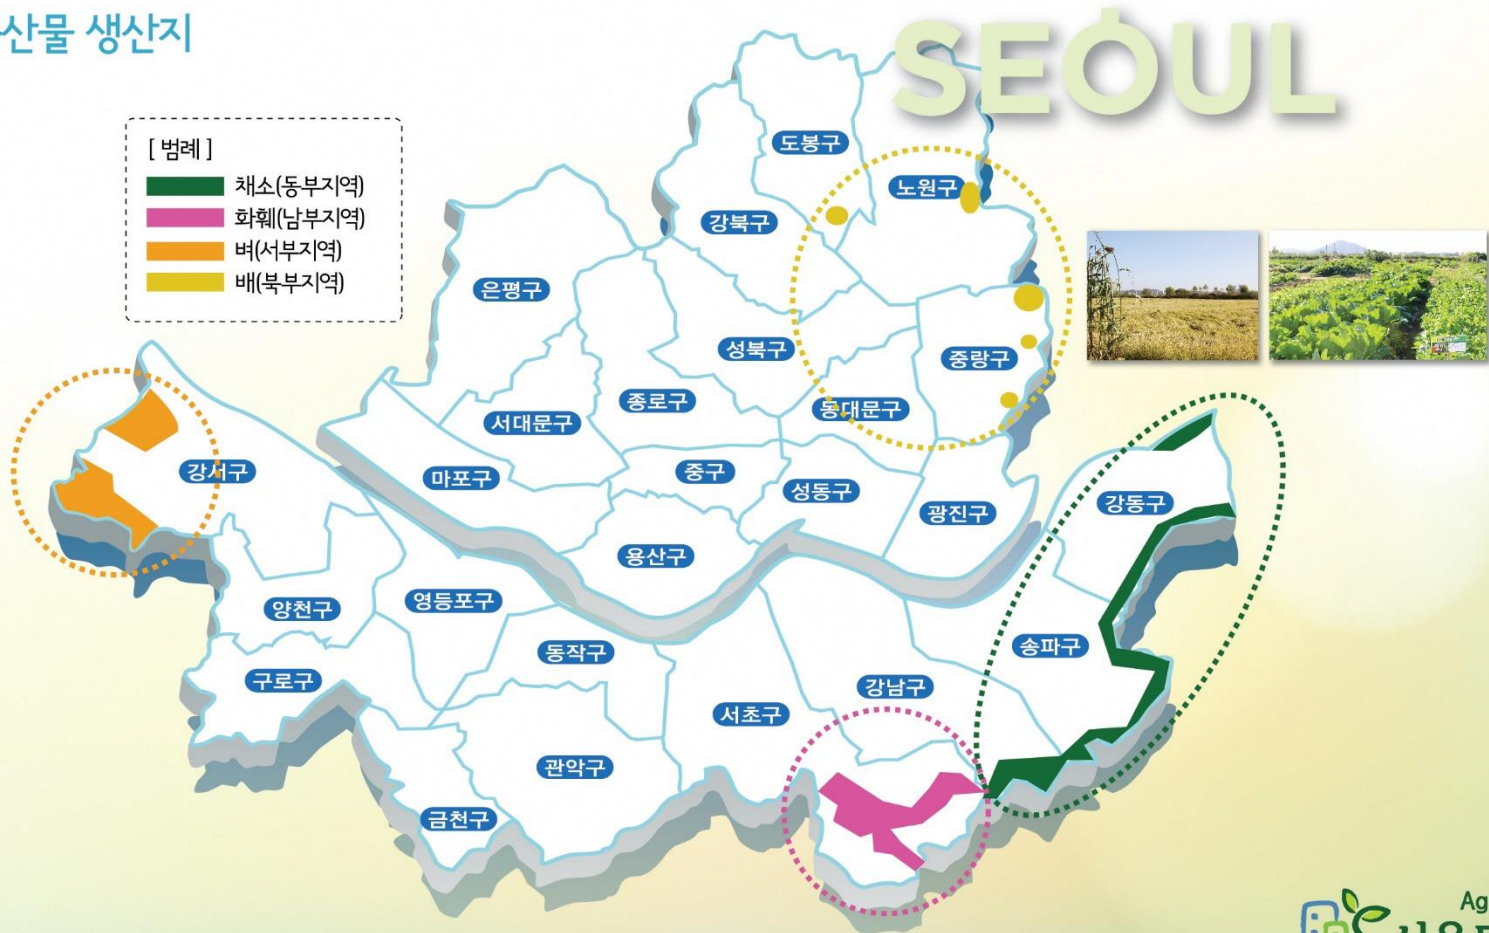 산물 생산지
SEOUL
[ 범례 ]
채소(동부지역)
화훼(남부지역)
벼(서부지역)
배(북부지역)
도봉구
노원구
강북구
은평구
성북구
중랑구
종로구
동대문구
서대문구
강서구
마포구
중구
성동구
광진구
강동구
용산구
양천구
영등포구
동작구
송파구
구로구
강남구
서초구
관악구
금천구
Ag